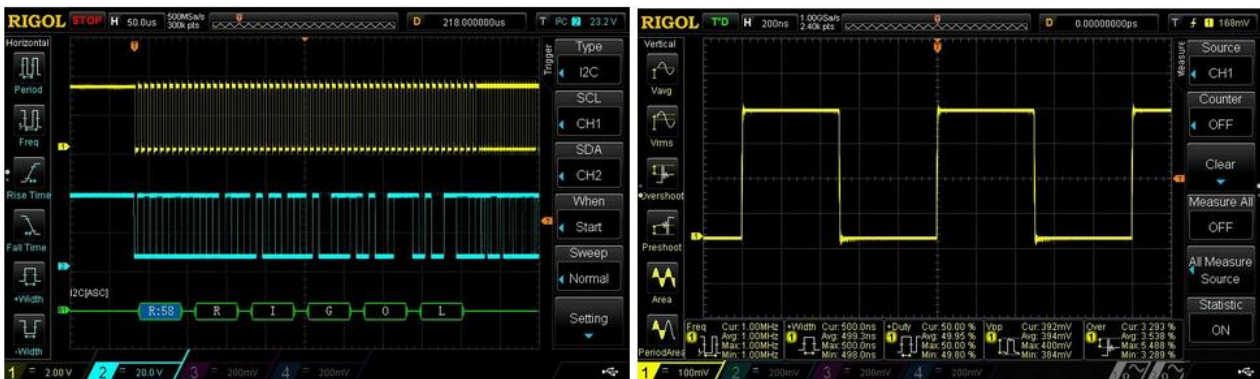 RIGOL STOP H 50.0us 500MSa/s 300k pts D 218.000000us T I²C 2 23.2 V
Horizontal
Period
Freq
Rise Time
Fall Time
+Width
-Width
Trigger
Type
I2C
SCL
CH1
SDA
CH2
When
Start
Sweep
Normal
Setting
I2C[ASC]
R:58 R I G O L
1 = 2.00 V 2 = 20.0 V 3 = 200mV 4 = 200mV
RIGOL T'D H 200ns 1.00GSa/s 2.40k pts D 0.00000000ps T 1 168mV
Vertical
Vavg
Vrms
Overshoot
Preshoot
Area
PeriodArea
Measure
Source
CH1
Counter
OFF
Clear
Measure All
OFF
All Measure
Source
Statistic
ON
Freq Cur: 1.00MHz +Width Cur: 500.0ns +Duty Cur: 50.00 % Vpp Cur: 392mV Over Cur: 3.293 %
Avg: 1.00MHz Avg: 499.3ns Avg: 49.95 % Avg: 394mV Avg: 3.538 %
Max: 1.00MHz Max: 500.0ns Max: 50.00 % Max: 400mV Max: 5.488 %
Min: 1.00MHz Min: 498.0ns Min: 49.80 % Min: 384mV Min: 3.289 %
1 = 100mV 2 = 200mV 3 = 200mV 4 = 200mV